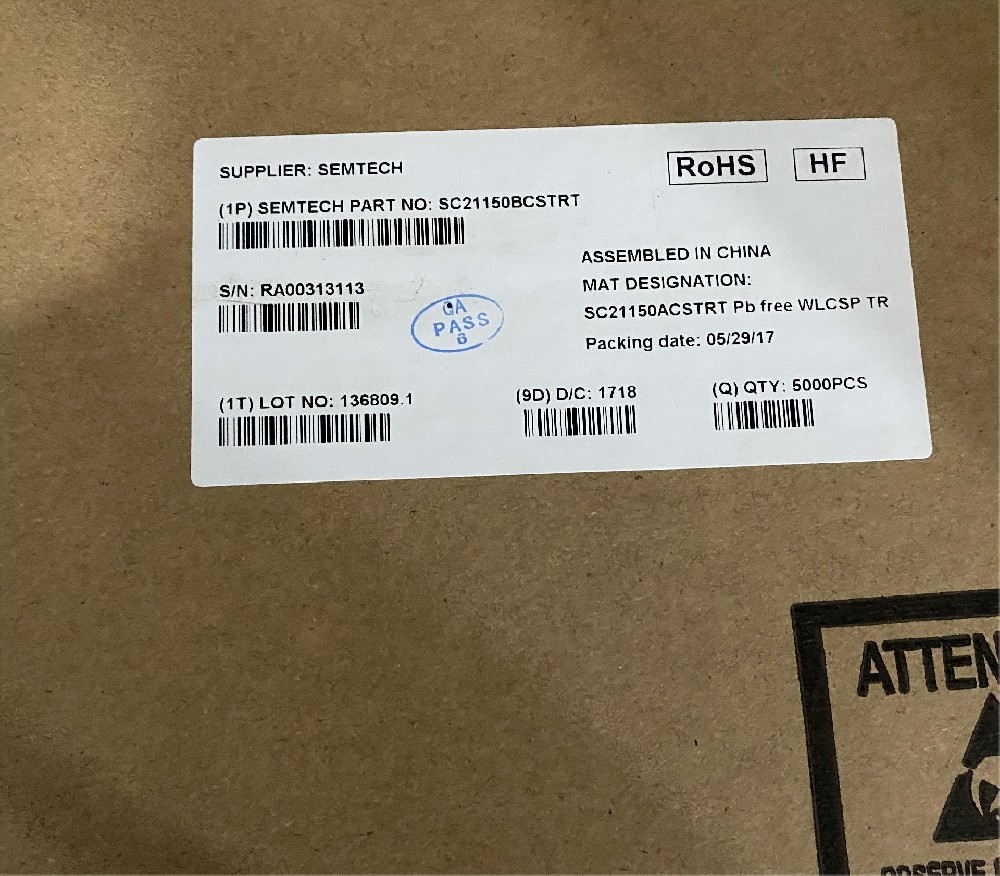 SUPPLIER: SEMTECH
RoHS
HF
(1P) SEMTECH PART NO: SC21150BCSTRT
ASSEMBLED IN CHINA
MAT DESIGNATION:
SC21150ACSTRT Pb free WLCSP TR
Packing date: 05/29/17
S/N: RA00313113
QA
PASS
6
(1T) LOT NO: 136809.1
(9D) D/C: 1718
(Q) QTY: 5000PCS
ATTEN